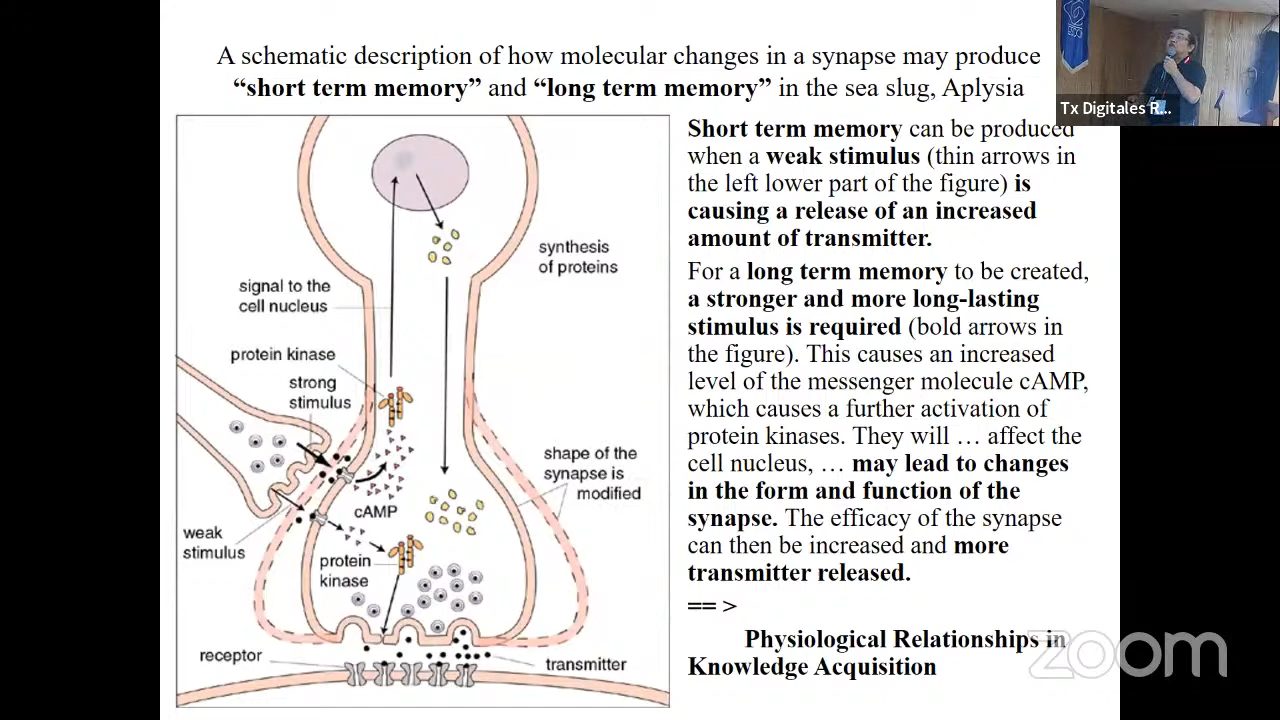 A schematic description of how molecular changes in a synapse may produce
“short term memory” and “long term memory” in the sea slug, Aplysia
Tx Digitales R...
Short term memory can be produced
when a weak stimulus (thin arrows in
the left lower part of the figure) is
causing a release of an increased
amount of transmitter.
For a long term memory to be created,
a stronger and more long-lasting
stimulus is required (bold arrows in
the figure). This causes an increased
level of the messenger molecule cAMP,
which causes a further activation of
protein kinases. They will … affect the
cell nucleus, … may lead to changes
in the form and function of the
synapse. The efficacy of the synapse
can then be increased and more
transmitter released.
== >
Physiological Relationships in
Knowledge Acquisition
synthesis
of proteins
signal to the
cell nucleus
protein kinase
strong
stimulus
shape of the
synapse is
modified
cAMP
weak
stimulus
protein
kinase
receptor
transmitter
zoom